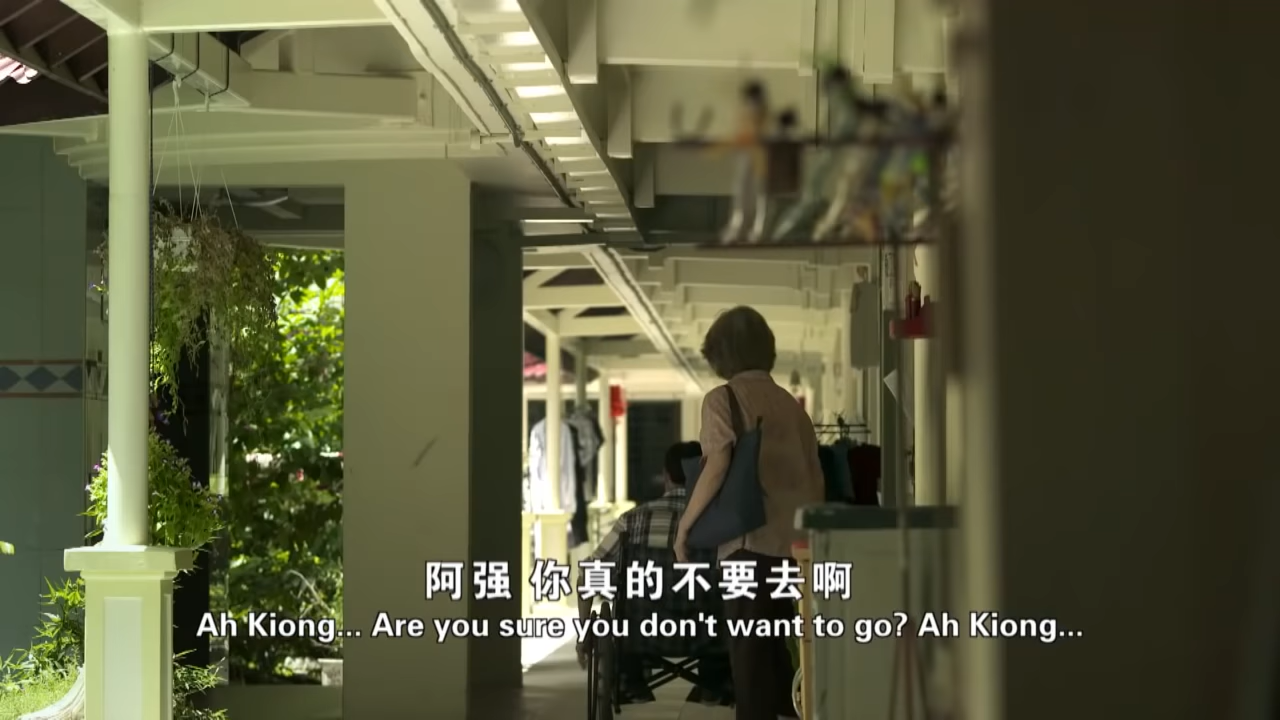 阿强 你真的不要去啊
Ah Kiong... Are you sure you don't want to go? Ah Kiong...